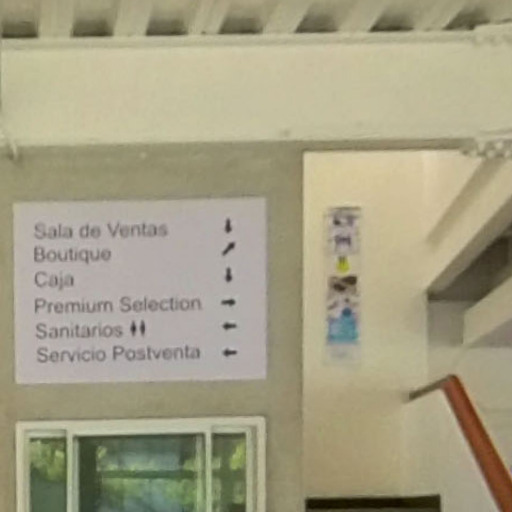 Sala de Ventas
Boutique
Caja
Premium Selection
Sanitarios
Servicio Postventa